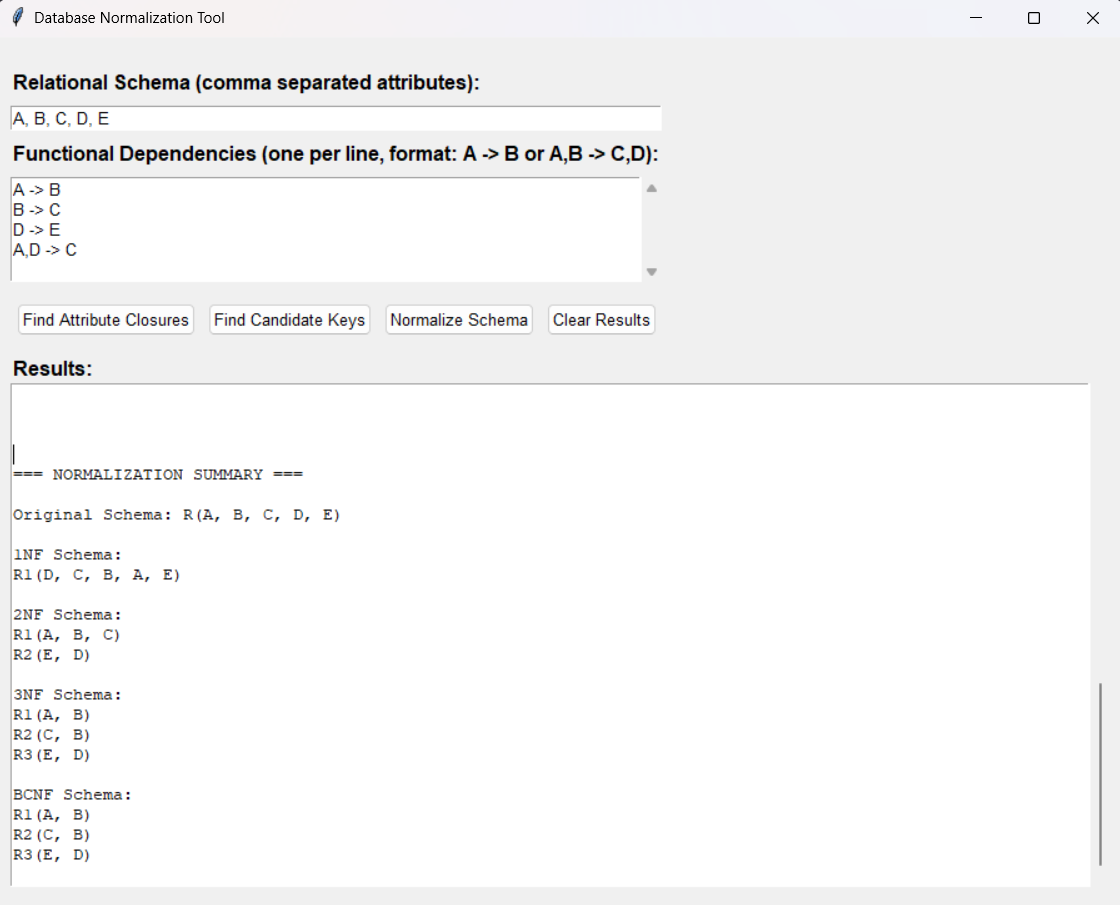 Database Normalization Tool
Relational Schema (comma separated attributes):
A, B, C, D, E
Functional Dependencies (one per line, format: A -> B or A,B -> C,D):
A -> B
B -> C
D -> E
A,D -> C
Find Attribute Closures Find Candidate Keys Normalize Schema Clear Results
Results:
=== NORMALIZATION SUMMARY ===
Original Schema: R(A, B, C, D, E)
1NF Schema:
R1(D, C, B, A, E)
2NF Schema:
R1(A, B, C)
R2(E, D)
3NF Schema:
R1(A, B)
R2(C, B)
R3(E, D)
BCNF Schema:
R1(A, B)
R2(C, B)
R3(E, D)